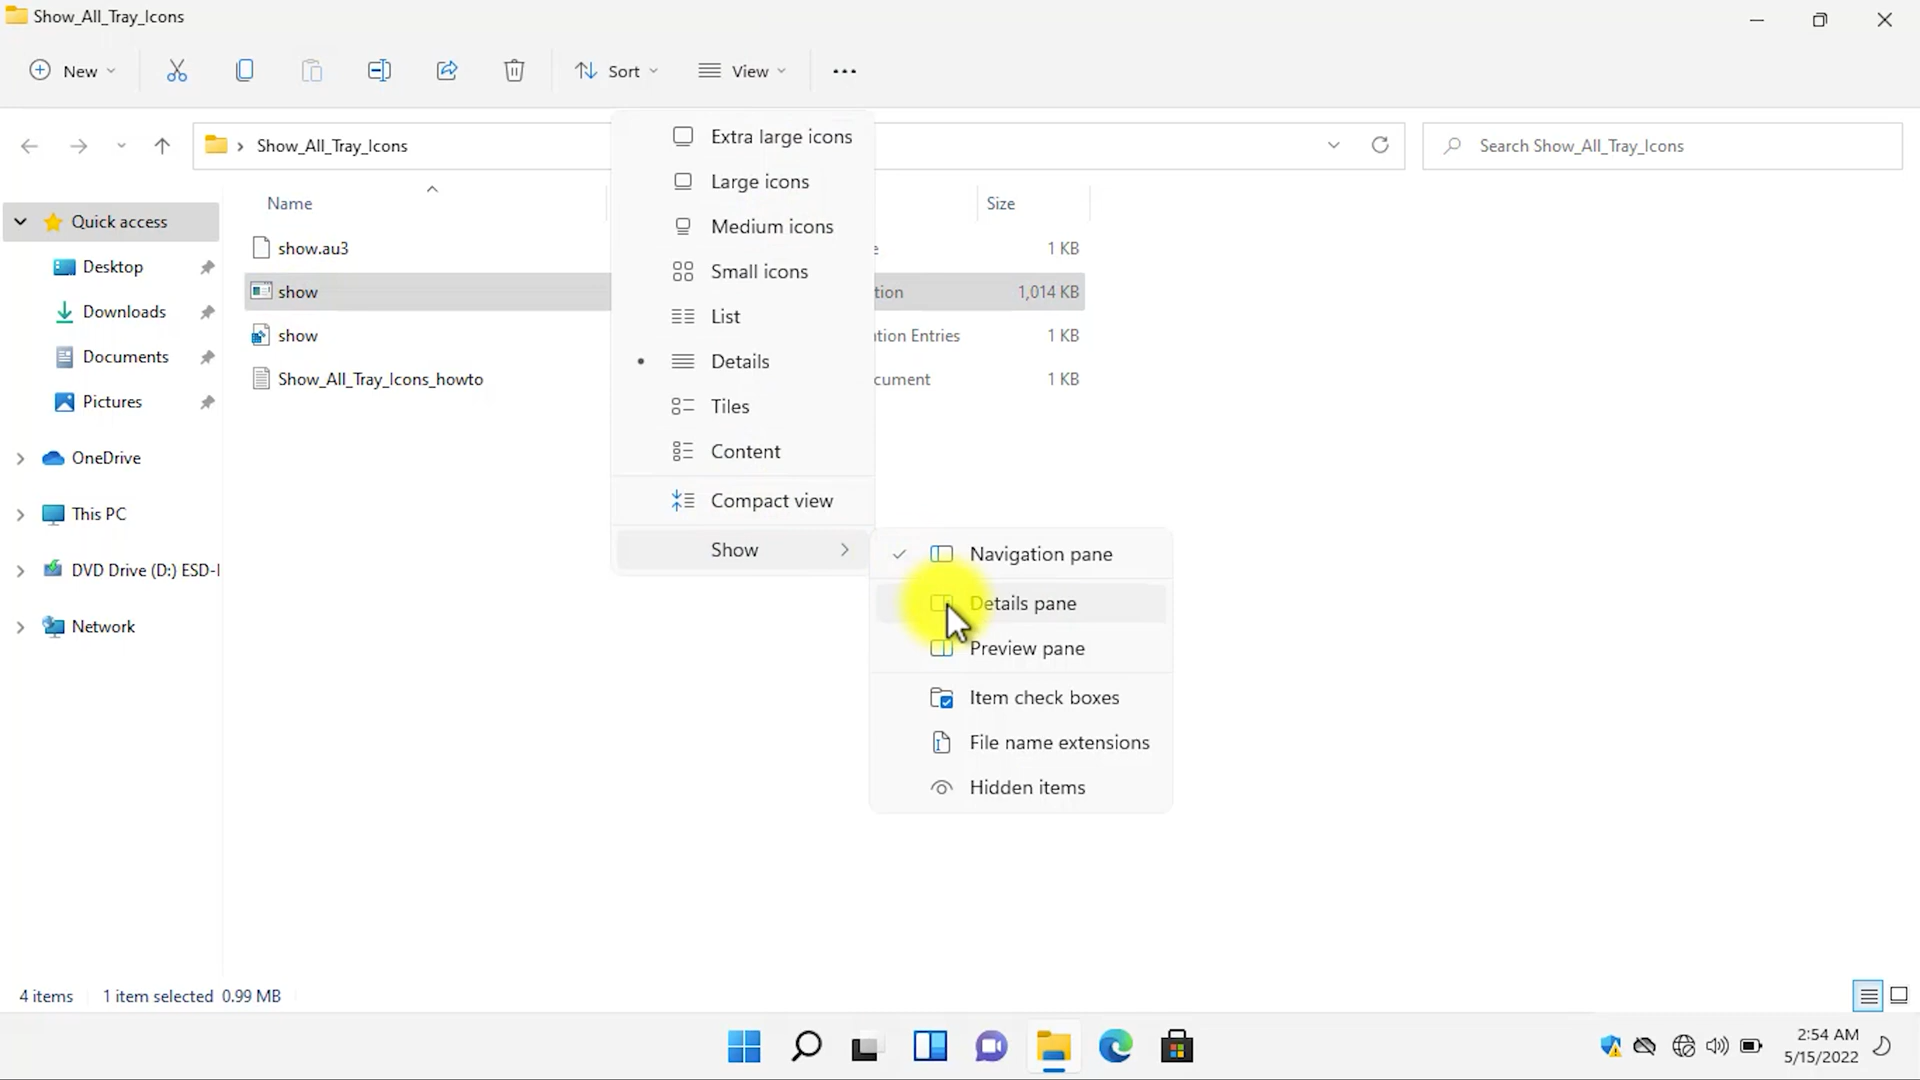 Show_All_Tray_Icons
New
Sort
View
Show_All_Tray_Icons
Search Show_All_Tray_Icons
Quick access
Desktop
Downloads
Documents
Pictures
OneDrive
This PC
DVD Drive (D:) ESD-I
Network
Name
Size
show.au3 1 KB
show tion 1,014 KB
show tion Entries 1 KB
Show_All_Tray_Icons_howto cument 1 KB
Extra large icons
Large icons
Medium icons
Small icons
List
Details
Tiles
Content
Compact view
Show
Navigation pane
Details pane
Preview pane
Item check boxes
File name extensions
Hidden items
4 items 1 item selected 0.99 MB
2:54 AM
5/15/2022